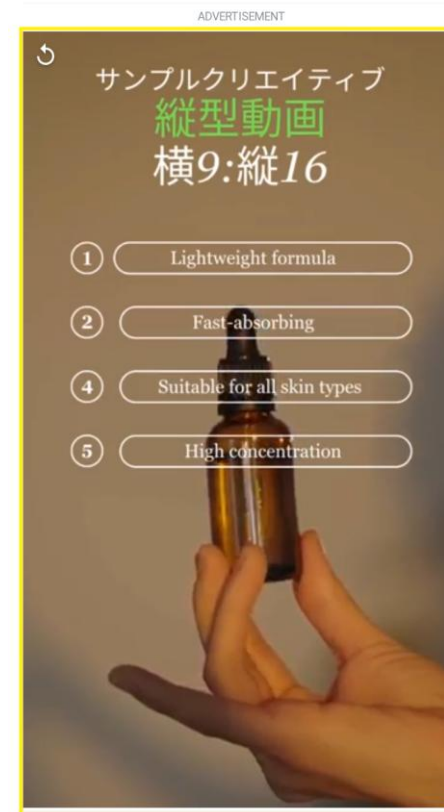 ADVERTISEMENT
サンプルクリエイティブ
縦型動画
横9:縦16
1 Lightweight formula
2 Fast-absorbing
4 Suitable for all skin types
5 High concentration